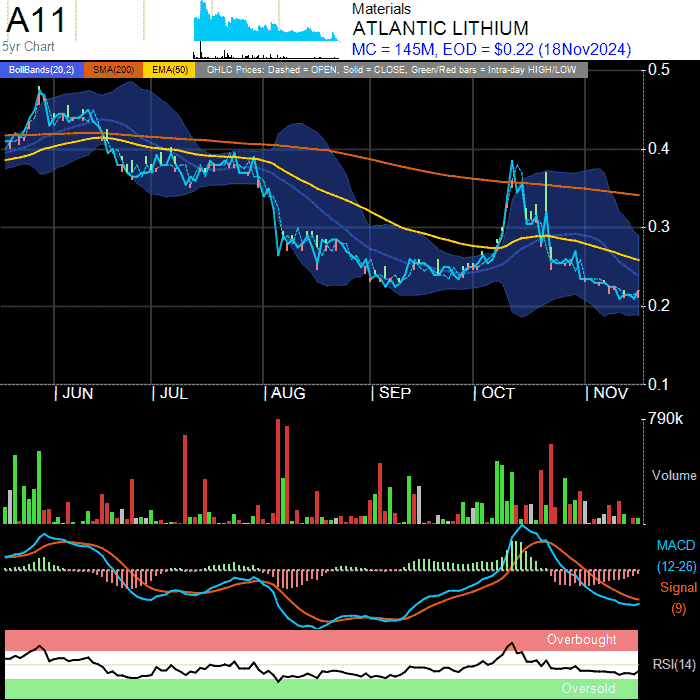 A11
5yr Chart
Materials
ATLANTIC LITHIUM
MC = 145M, EOD = $0.22 (18Nov2024)
BollBands(20,2) SMA(200) EMA(50) OHLC Prices: Dashed = OPEN, Solid = CLOSE, Green/Red bars = Intra-day HIGH/LOW
0.5
0.4
0.3
0.2
0.1
JUN JUL AUG SEP OCT NOV
790k
Volume
MACD
(12-26)
Signal
(9)
Overbought
RSI(14)
Oversold